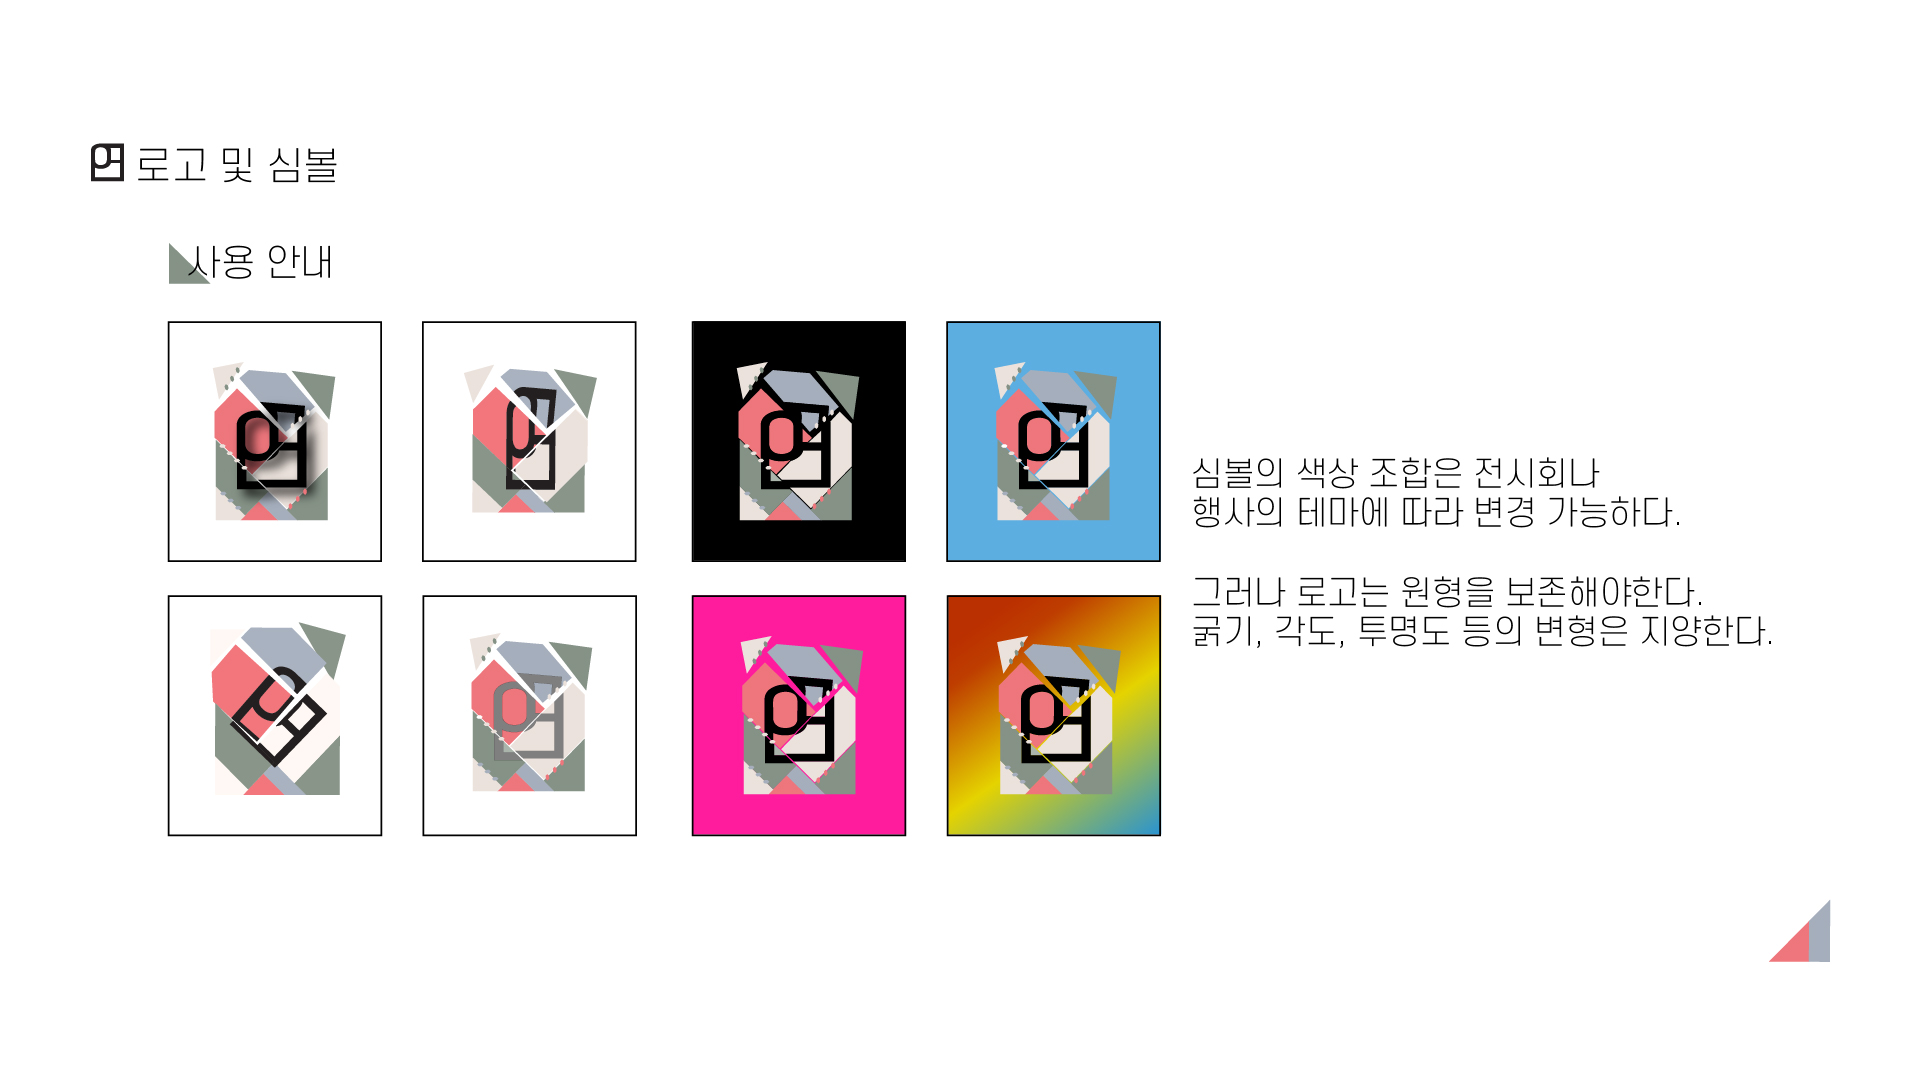 로고 및 심볼
사용 안내
심볼의 색상 조합은 전시회나
행사의 테마에 따라 변경 가능하다.
그러나 로고는 원형을 보존해야한다.
굵기, 각도, 투명도 등의 변형은 지양한다.